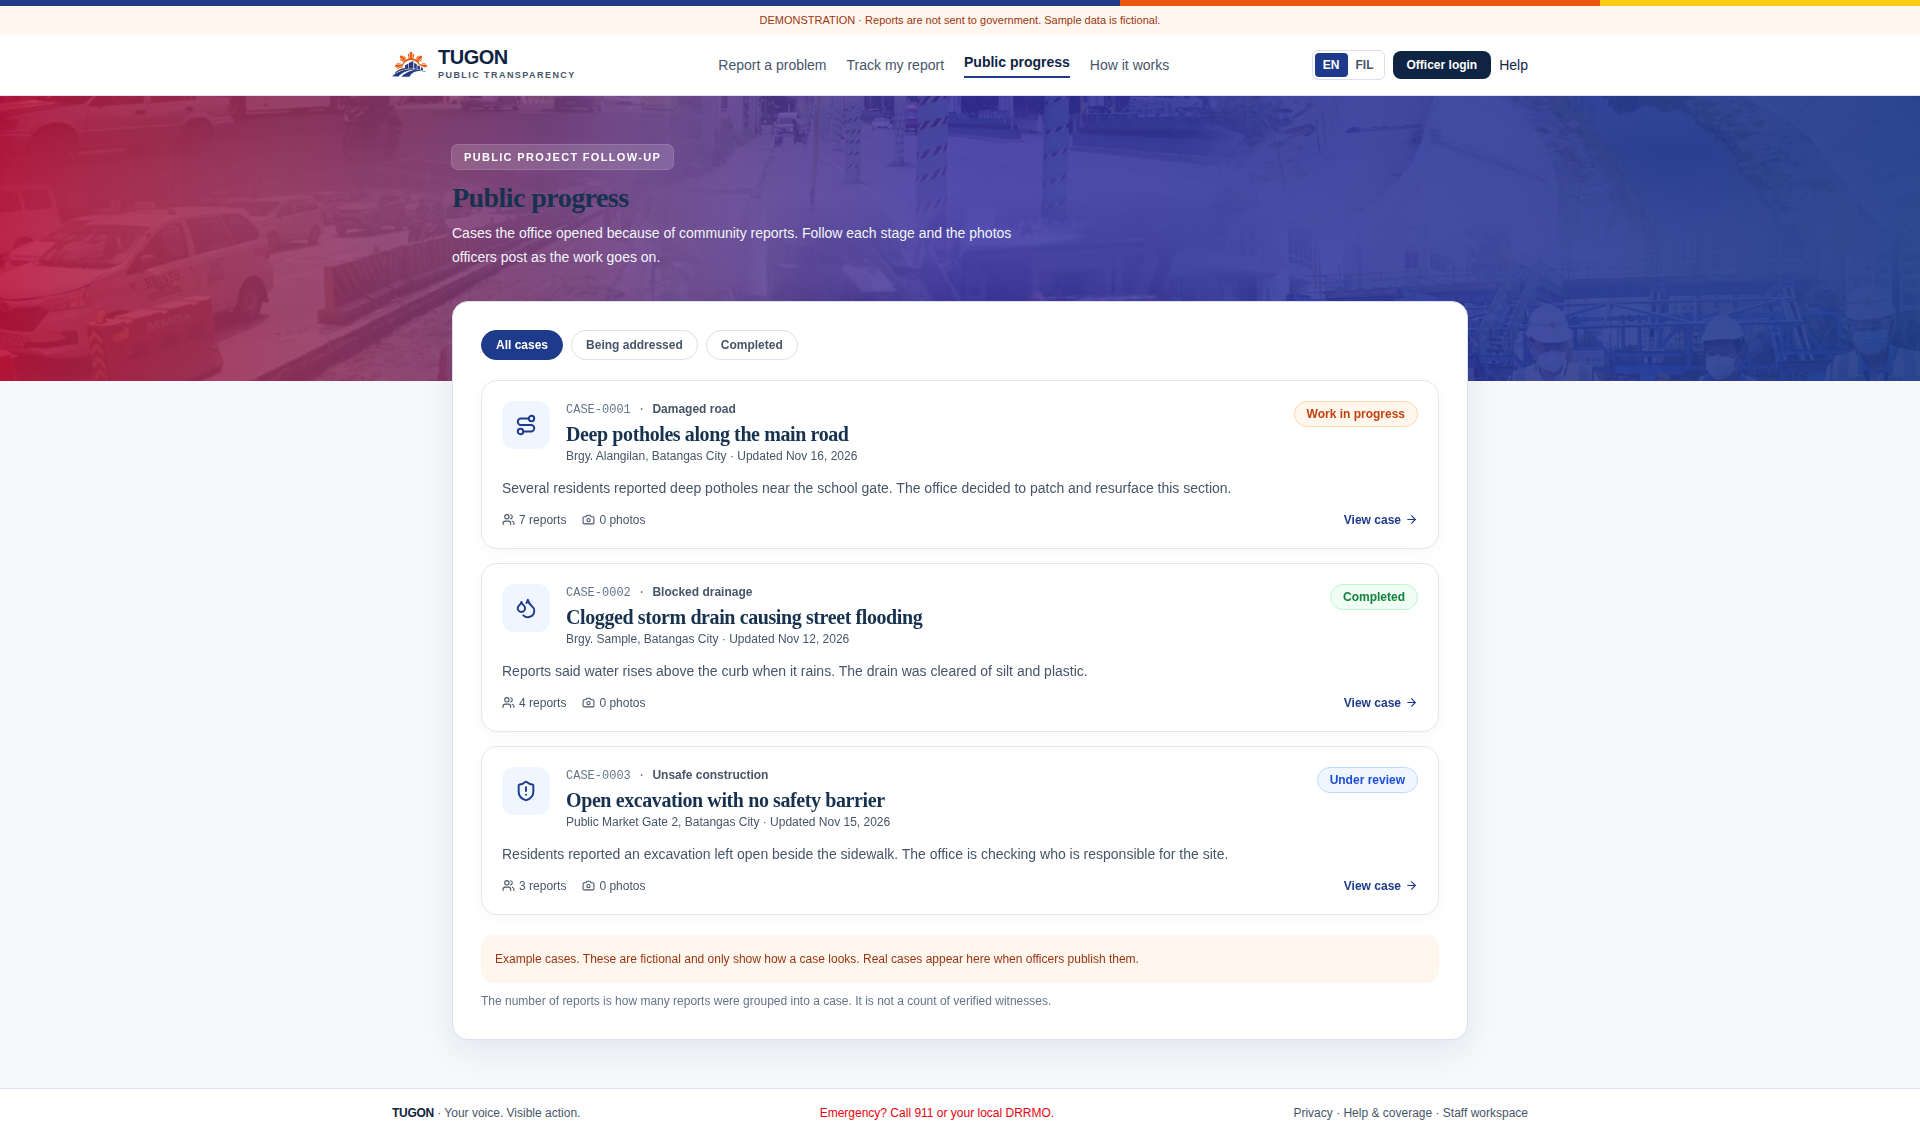 DEMONSTRATION · Reports are not sent to government. Sample data is fictional.
TUGON
PUBLIC TRANSPARENCY
Report a problem
Track my report
Public progress
How it works
EN
FIL
Officer login
Help
PUBLIC PROJECT FOLLOW-UP
Public progress
Cases the office opened because of community reports. Follow each stage and the photos
officers post as the work goes on.
All cases
Being addressed
Completed
CASE-0001 · Damaged road
Work in progress
Deep potholes along the main road
Brgy. Alangilan, Batangas City · Updated Nov 16, 2026
Several residents reported deep potholes near the school gate. The office decided to patch and resurface this section.
7 reports
0 photos
View case
CASE-0002 · Blocked drainage
Completed
Clogged storm drain causing street flooding
Brgy. Sample, Batangas City · Updated Nov 12, 2026
Reports said water rises above the curb when it rains. The drain was cleared of silt and plastic.
4 reports
0 photos
View case
CASE-0003 · Unsafe construction
Under review
Open excavation with no safety barrier
Public Market Gate 2, Batangas City · Updated Nov 15, 2026
Residents reported an excavation left open beside the sidewalk. The office is checking who is responsible for the site.
3 reports
0 photos
View case
Example cases. These are fictional and only show how a case looks. Real cases appear here when officers publish them.
The number of reports is how many reports were grouped into a case. It is not a count of verified witnesses.
TUGON · Your voice. Visible action.
Emergency? Call 911 or your local DRRMO.
Privacy · Help & coverage · Staff workspace